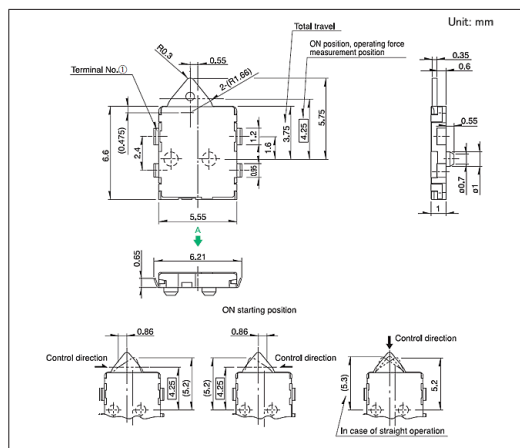 Unit: mm
Total travel
ON position, operating force
measurement position
Terminal No.①
R0.3
0.55
2-(R1.66)
0.35
0.6
6.6
(0.475)
2.4
1.2
1.6
0.95
3.75
4.25
5.75
0.55
ø0.7
ø1
1
5.55
A
6.21
0.65
ON starting position
0.86
Control direction
4.25
(5.2)
0.86
Control direction
(5.2)
4.25
Control direction
(5.3)
5.2
In case of straight operation